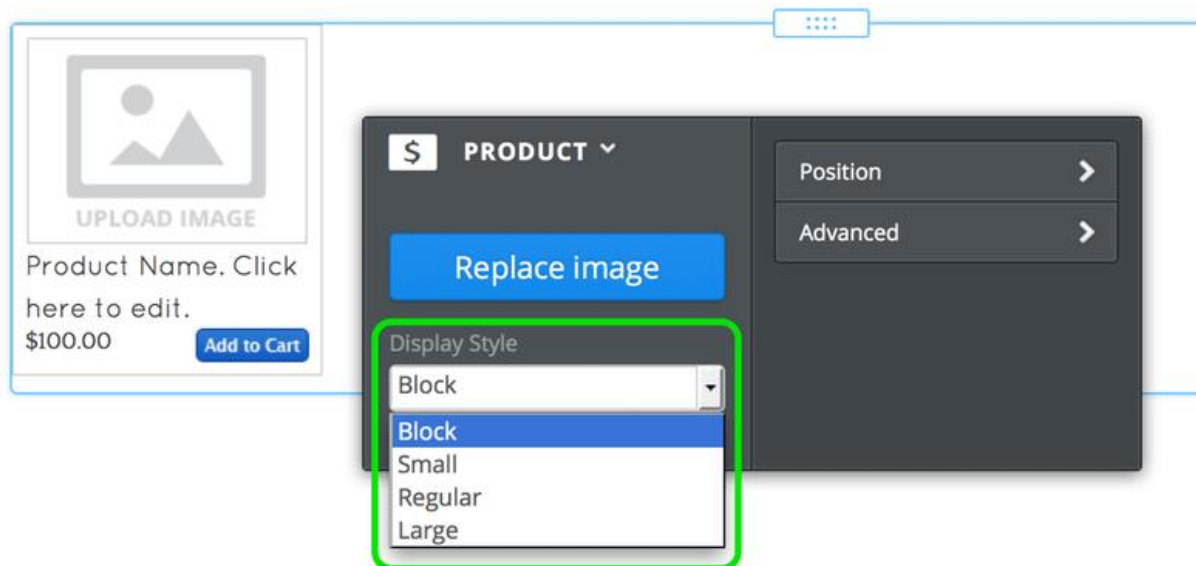 UPLOAD IMAGE
Product Name. Click
here to edit.
$100.00
Add to Cart
$ PRODUCT
Replace image
Display Style
Block
Block
Small
Regular
Large
Position
Advanced